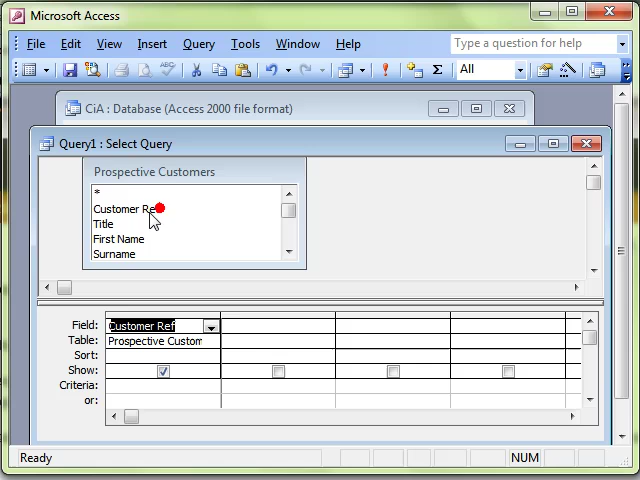 Microsoft Access
File Edit View Insert Query Tools Window Help Type a question for help
All
CiA : Database (Access 2000 file format)
Query1 : Select Query
Prospective Customers
*
Customer Re
Title
First Name
Surname
Field: Customer Ref
Table: Prospective Custom
Sort:
Show:
Criteria:
or:
Ready NUM